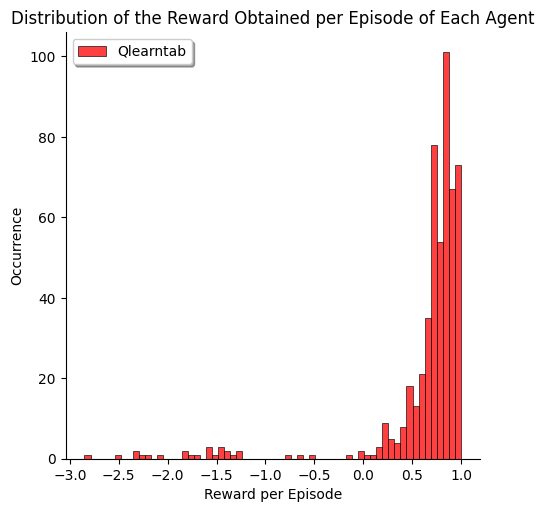 Distribution of the Reward Obtained per Episode of Each Agent
Qlearntab
100
80
60
40
20
0
Occurrence
−3.0 −2.5 −2.0 −1.5 −1.0 −0.5 0.0 0.5 1.0
Reward per Episode